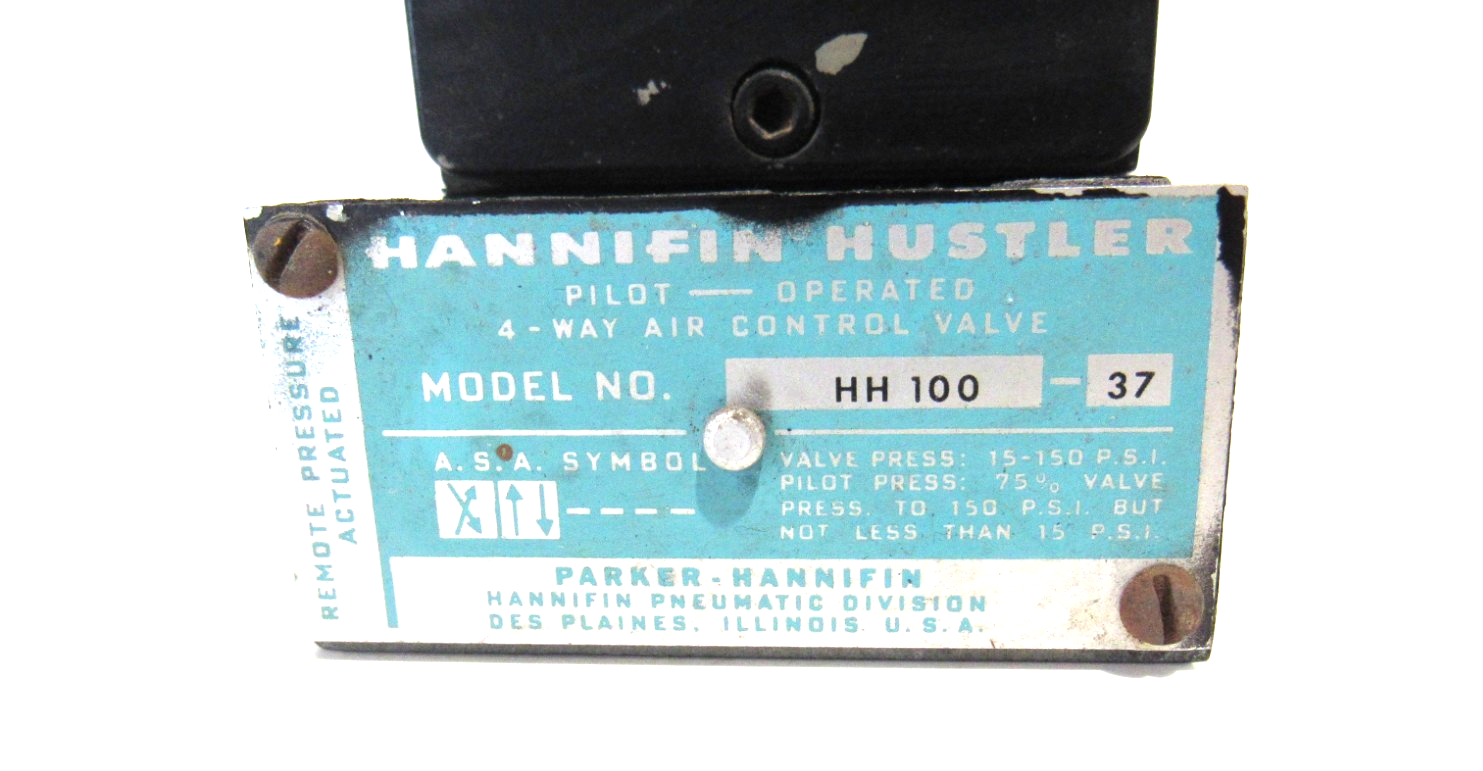 HANNIFIN HUSTLER
PILOT — OPERATED
4-WAY AIR CONTROL VALVE
MODEL NO. HH 100 - 37
A.S.A. SYMBOL
VALVE PRESS: 15-150 P.S.I.
PILOT PRESS: 75% VALVE
PRESS. TO 150 P.S.I. BUT
NOT LESS THAN 15 P.S.I.
REMOTE PRESSURE
ACTUATED
PARKER-HANNIFIN
HANNIFIN PNEUMATIC DIVISION
DES PLAINES, ILLINOIS U.S.A.